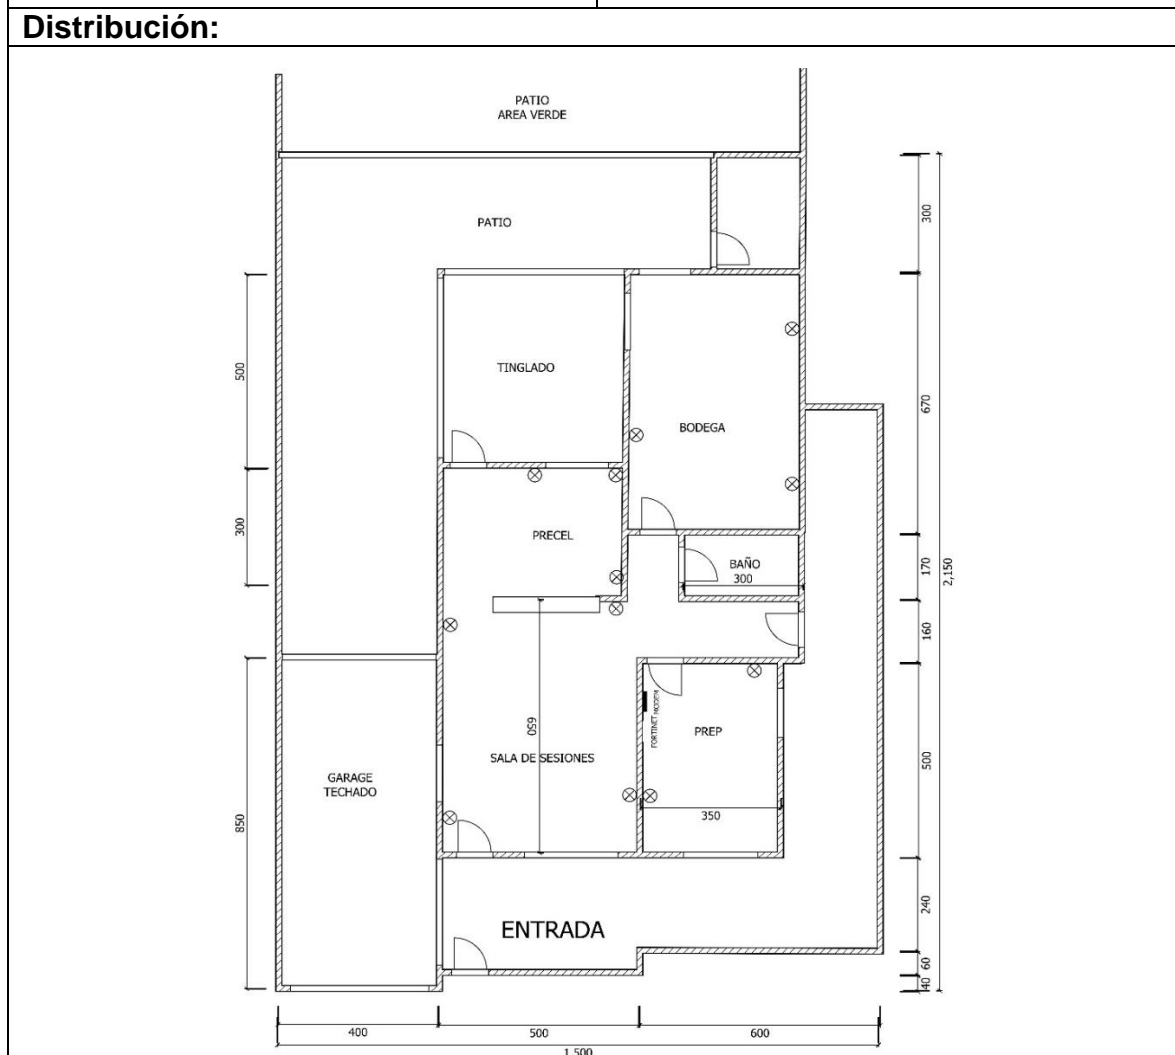 Distribución:
PATIO
AREA VERDE
300
PATIO
500
TINGLADO
670
BODEGA
300
PRECEL
BAÑO
300
170
2,150
160
650
FORTINET MODEM
PREP
SALA DE SESIONES
500
GARAGE
TECHADO
350
850
240
ENTRADA
60
40
400
500
600
1,500